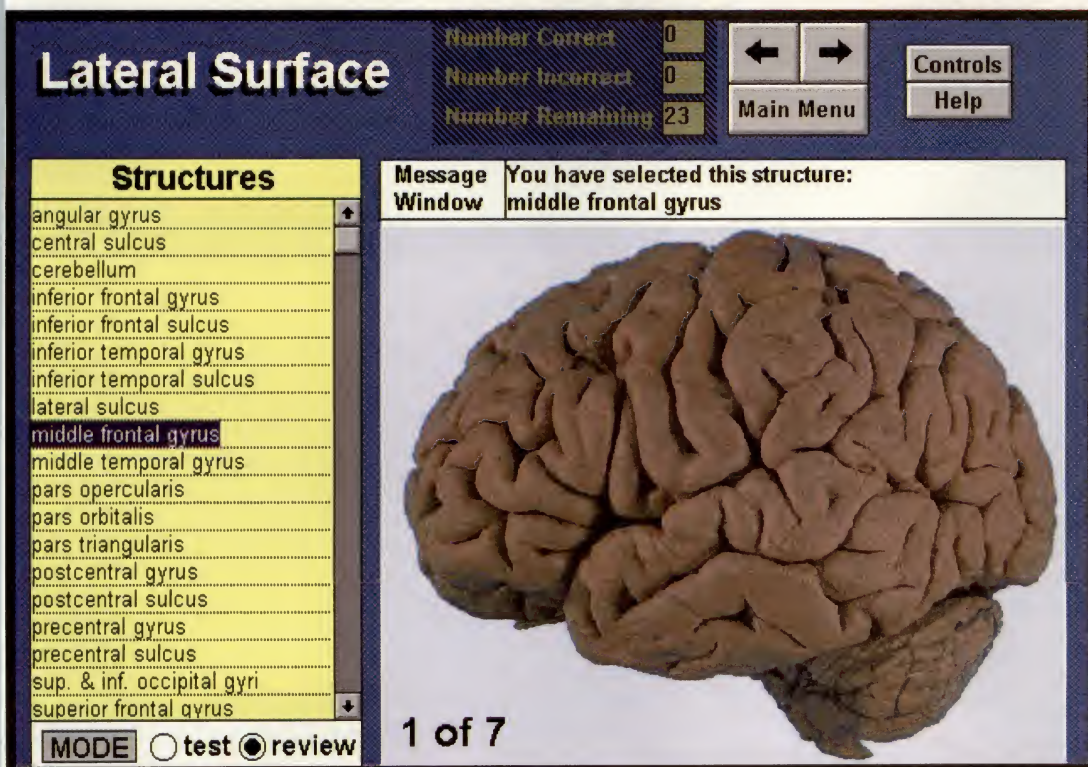 Lateral Surface
Number Correct 0
Number Incorrect 0
Number Remaining 23
Main Menu
Controls
Help
Structures
angular gyrus
central sulcus
cerebellum
inferior frontal gyrus
inferior frontal sulcus
inferior temporal gyrus
inferior temporal sulcus
lateral sulcus
middle frontal gyrus
middle temporal gyrus
pars opercularis
pars orbitalis
pars triangularis
postcentral gyrus
postcentral sulcus
precentral gyrus
precentral sulcus
sup. & inf. occipital gyri
superior frontal gyrus
MODE test review
Message Window
You have selected this structure:
middle frontal gyrus
1 of 7